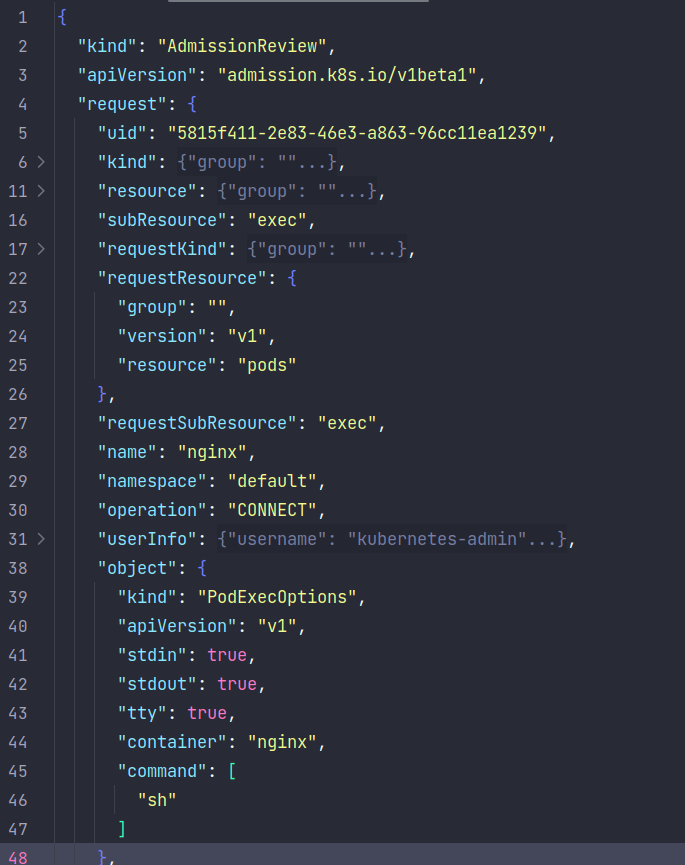 1 {
2 "kind": "AdmissionReview",
3 "apiVersion": "admission.k8s.io/v1beta1",
4 "request": {
5 "uid": "5815f411-2e83-46e3-a863-96cc11ea1239",
6 "kind": {"group": ""...},
11 "resource": {"group": ""...},
16 "subResource": "exec",
17 "requestKind": {"group": ""...},
22 "requestResource": {
23 "group": "",
24 "version": "v1",
25 "resource": "pods"
26 },
27 "requestSubResource": "exec",
28 "name": "nginx",
29 "namespace": "default",
30 "operation": "CONNECT",
31 "userInfo": {"username": "kubernetes-admin"...},
38 "object": {
39 "kind": "PodExecOptions",
40 "apiVersion": "v1",
41 "stdin": true,
42 "stdout": true,
43 "tty": true,
44 "container": "nginx",
45 "command": [
46 "sh"
47 ]
48 },